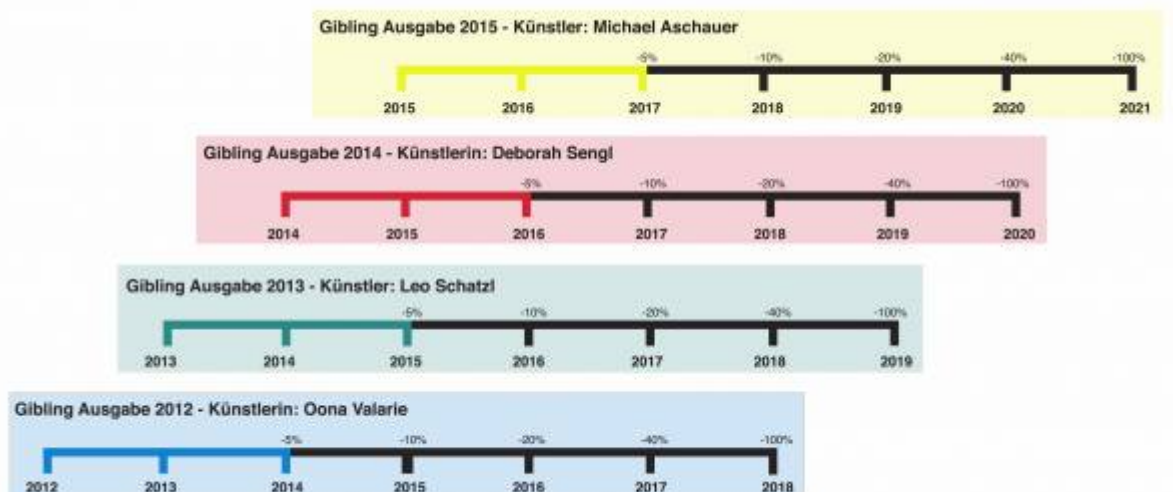 Gibling Ausgabe 2015 - Künstler: Michael Aschauer
-5% -10% -20% -40% -100%
2015 2016 2017 2018 2019 2020 2021
Gibling Ausgabe 2014 - Künstlerin: Deborah Sengl
-5% -10% -20% -40% -100%
2014 2015 2016 2017 2018 2019 2020
Gibling Ausgabe 2013 - Künstler: Leo Schatzl
-5% -10% -20% -40% -100%
2013 2014 2015 2016 2017 2018 2019
Gibling Ausgabe 2012 - Künstlerin: Oona Valarie
-5% -10% -20% -40% -100%
2012 2013 2014 2015 2016 2017 2018